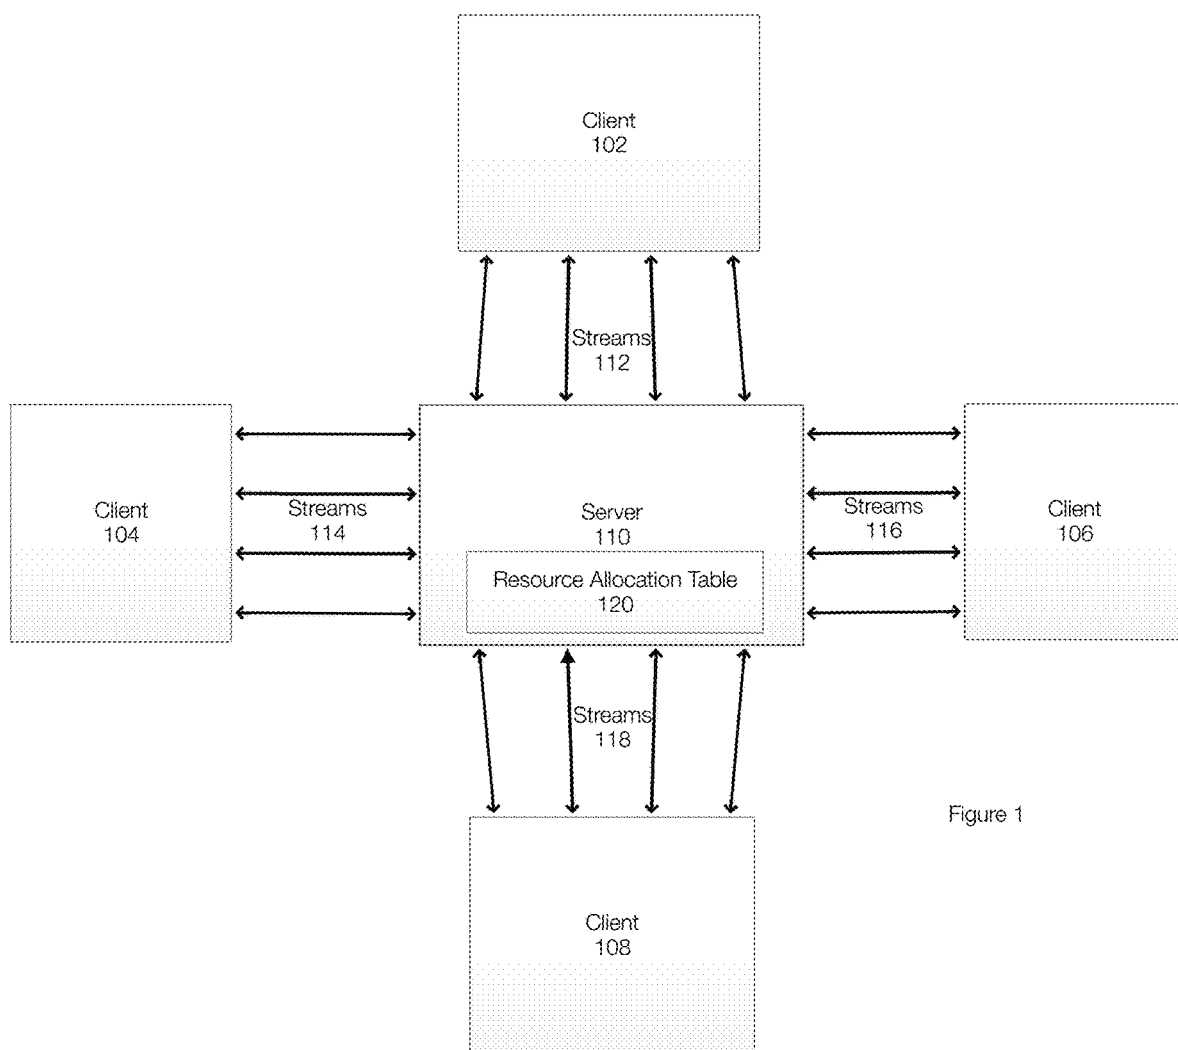 Client
102
Streams
112
Client
104
Streams
114
Server
110
Resource Allocation Table
120
Streams
116
Client
106
Streams
118
Figure 1
Client
108